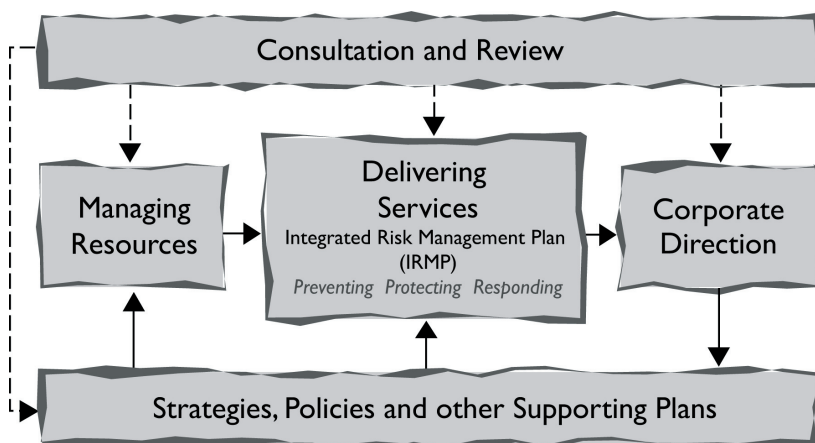 Consultation and Review
Managing
Resources
Delivering
Services
Integrated Risk Management Plan
(IRMP)
Preventing Protecting Responding
Corporate
Direction
Strategies, Policies and other Supporting Plans